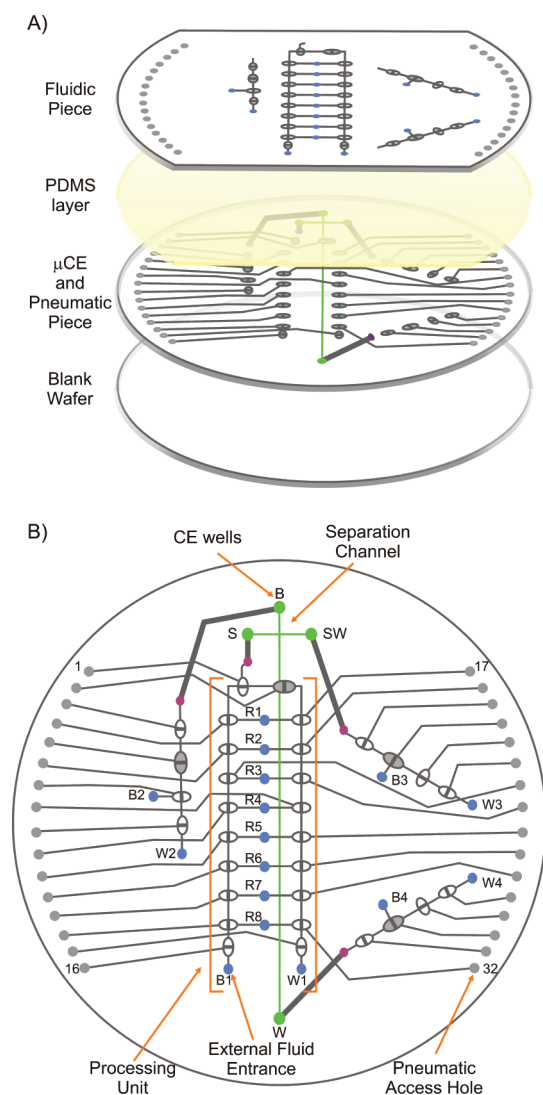 A)
Fluidic
Piece
PDMS
layer
µCE
and
Pneumatic
Piece
Blank
Wafer
B)
CE wells
Separation
Channel
B
S
SW
1
17
R1
R2
R3
B3
B2
R4
W3
R5
W2
R6
W4
R7
B4
R8
16
B1
W1
32
W
Processing
Unit
External Fluid
Entrance
Pneumatic
Access Hole